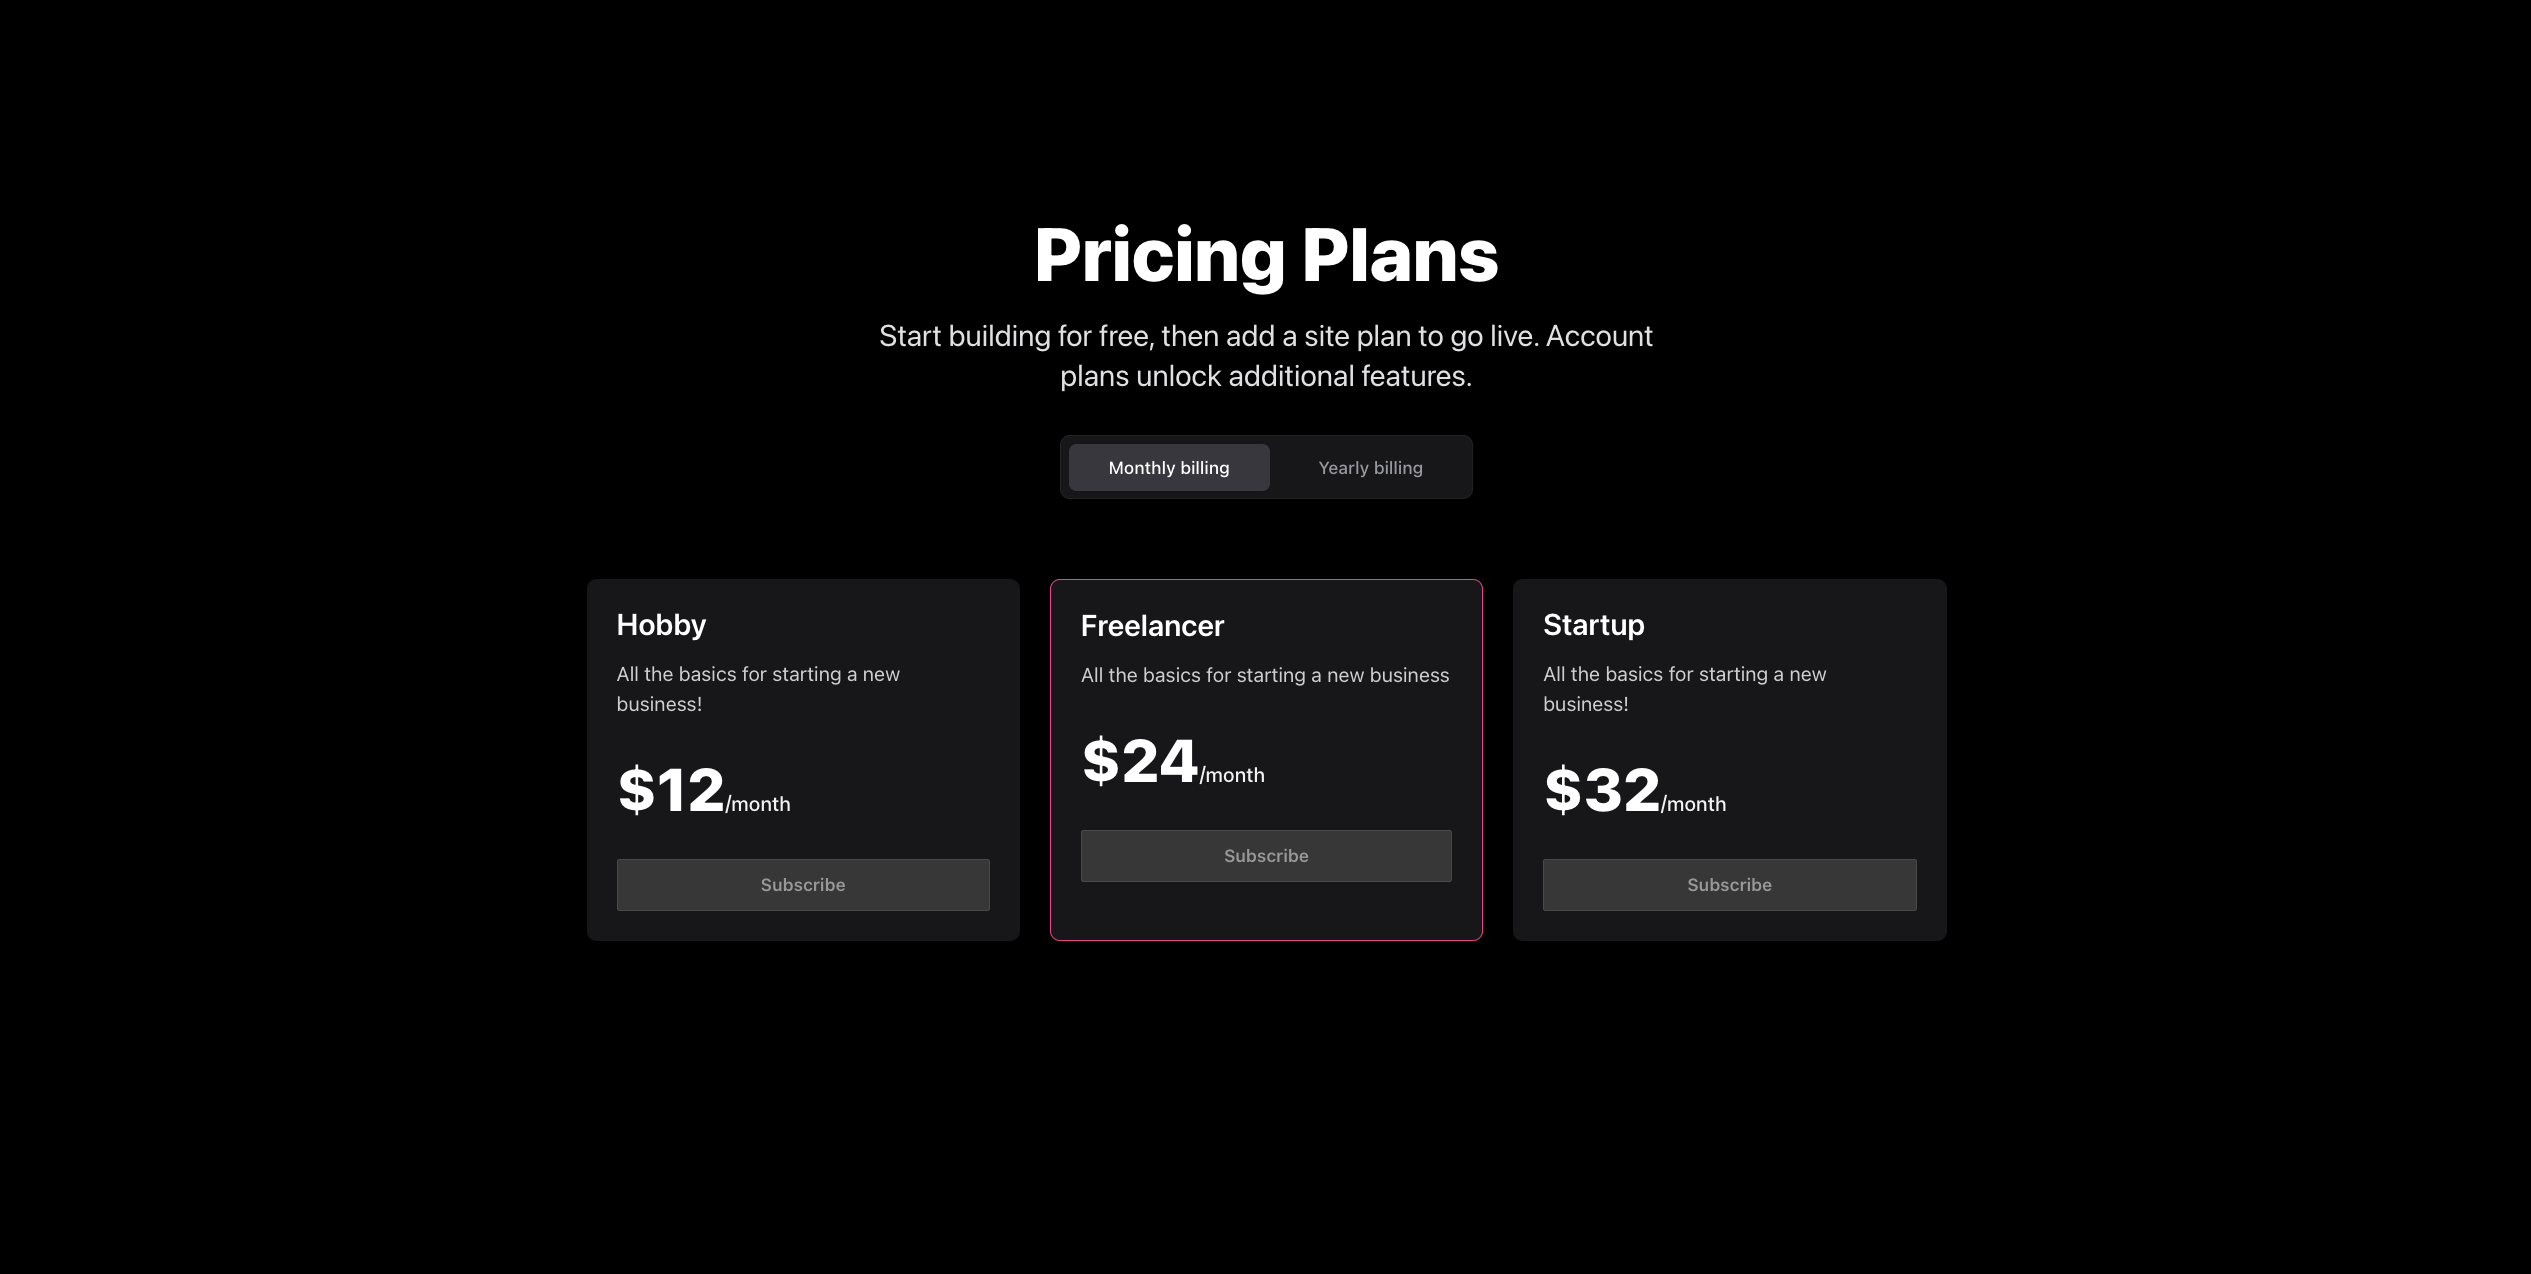 Pricing Plans
Start building for free, then add a site plan to go live. Account
plans unlock additional features.
Monthly billing
Yearly billing
Hobby
All the basics for starting a new
business!
$12/month
Subscribe
Freelancer
All the basics for starting a new business
$24/month
Subscribe
Startup
All the basics for starting a new
business!
$32/month
Subscribe